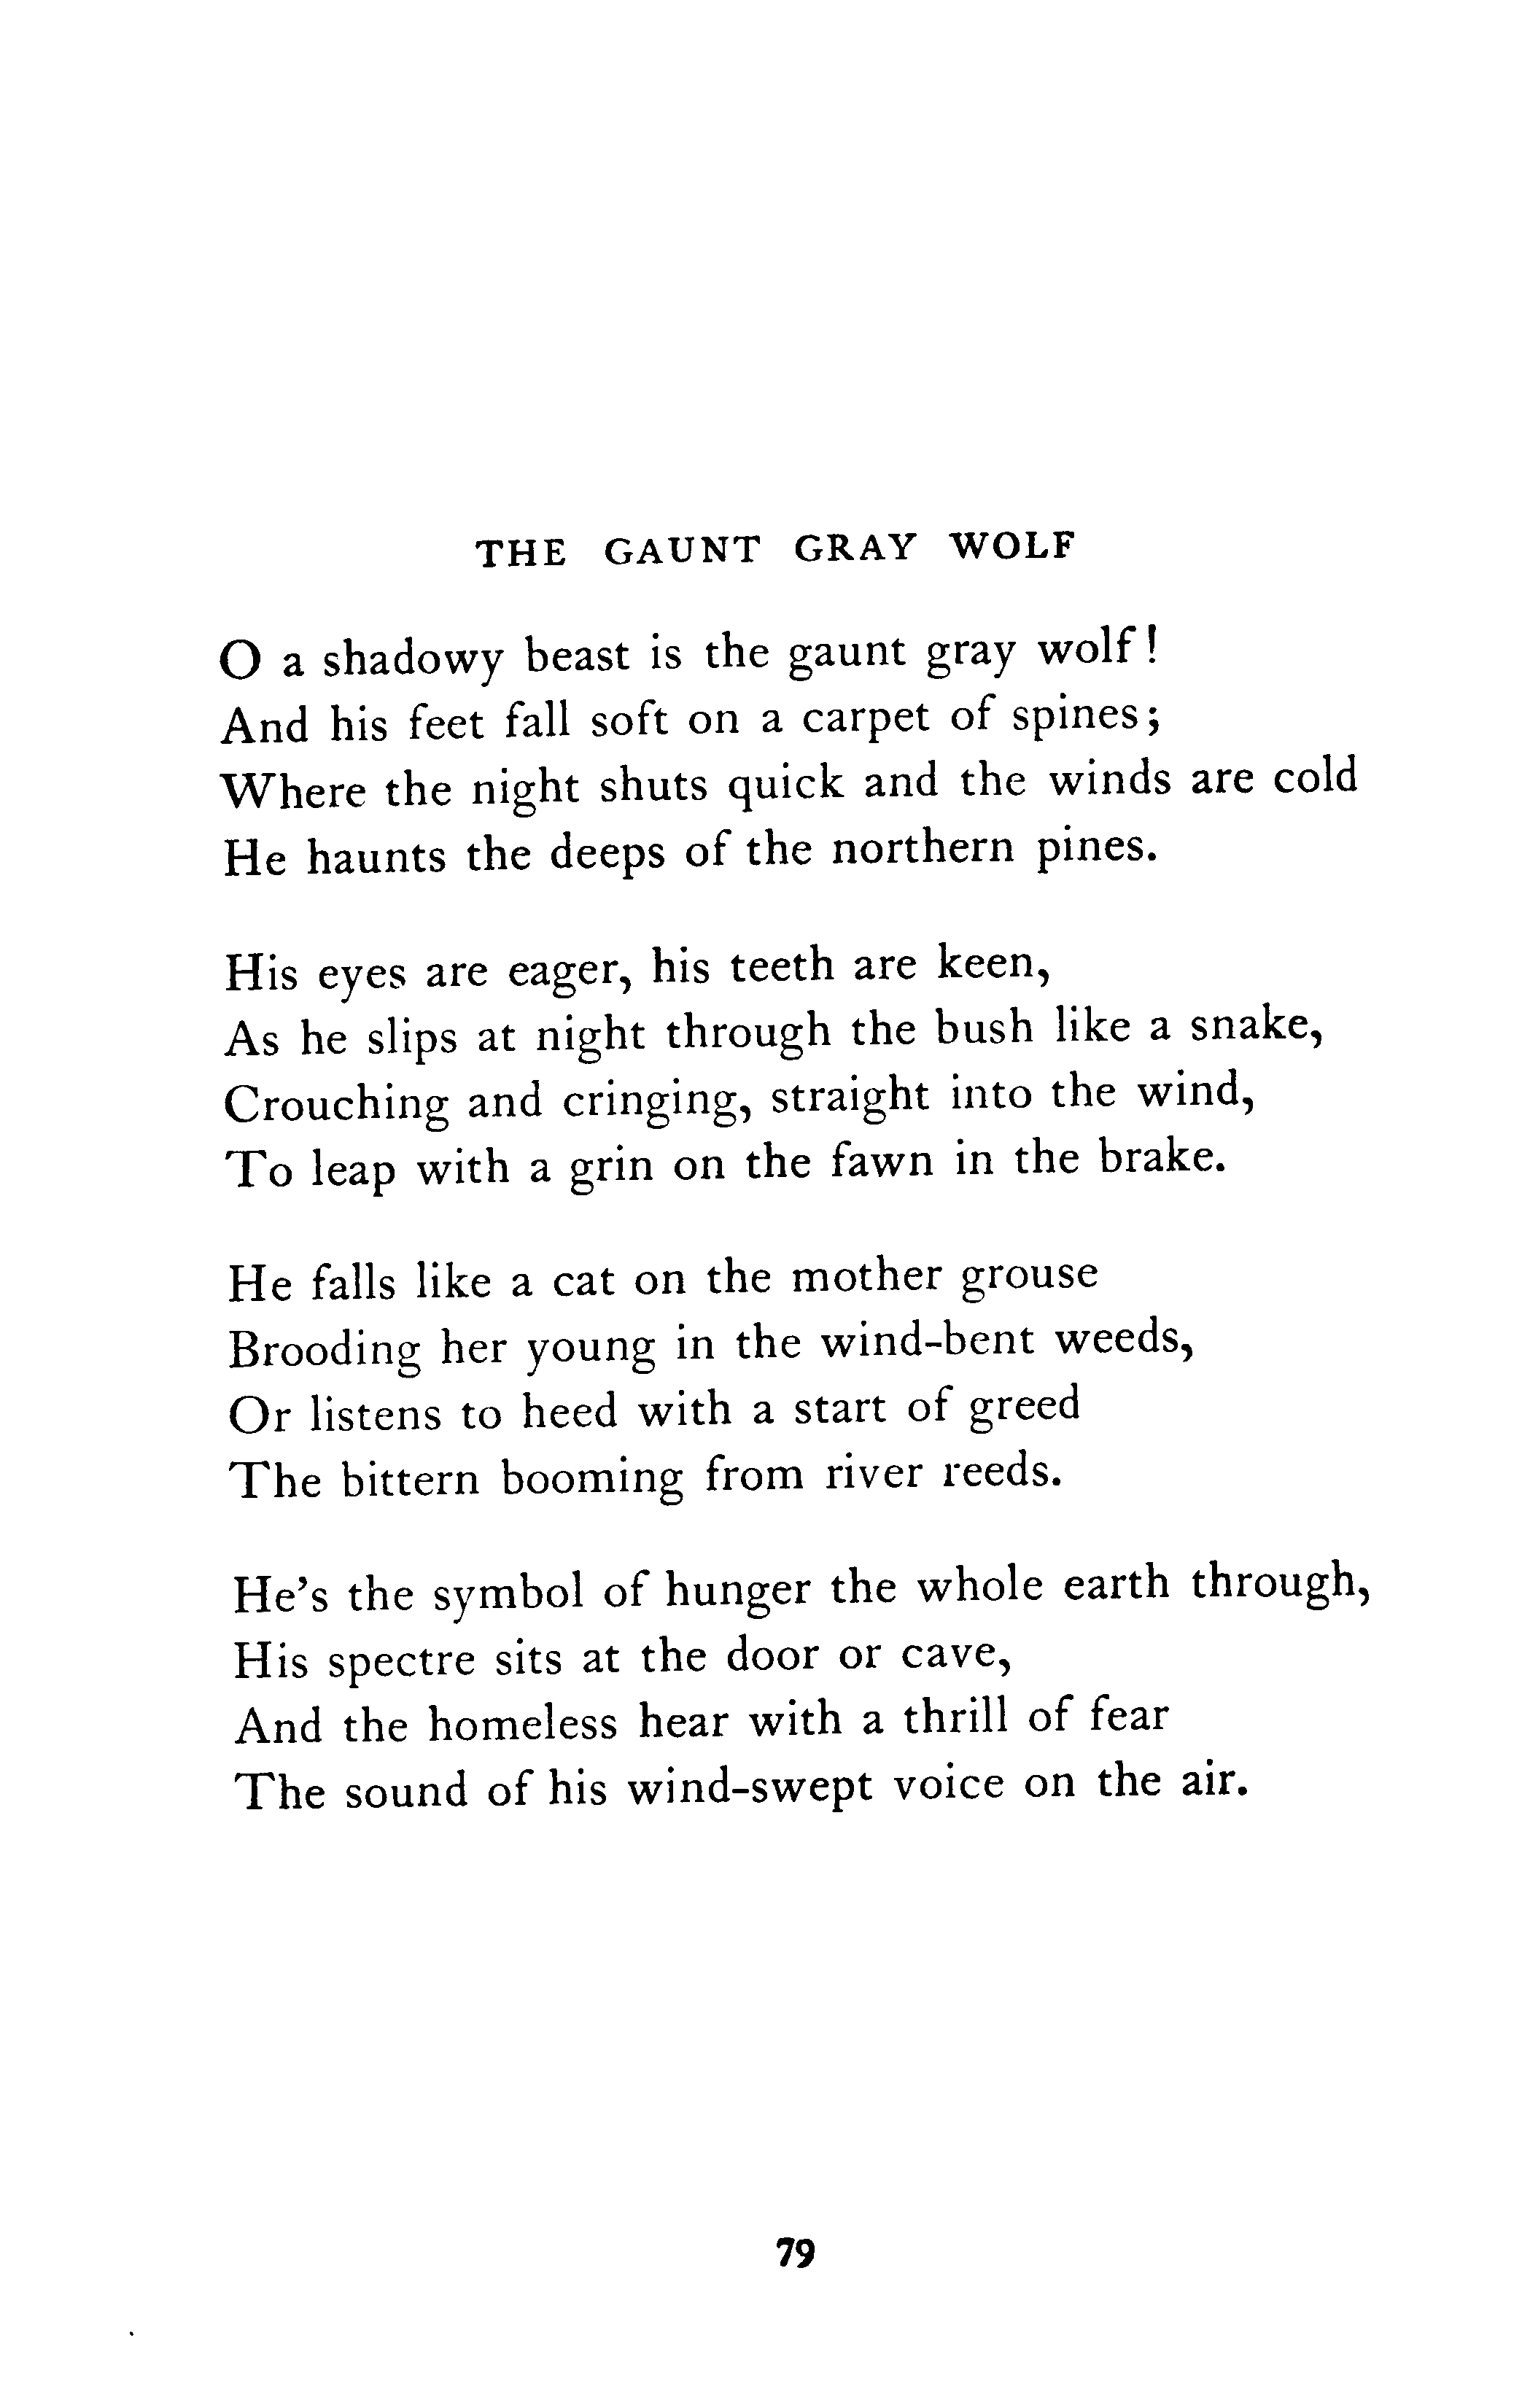 THE GAUNT GRAY WOLF
O a shadowy beast is the gaunt gray wolf!
And his feet fall soft on a carpet of spines;
Where the night shuts quick and the winds are cold
He haunts the deeps of the northern pines.
His eyes are eager, his teeth are keen,
As he slips at night through the bush like a snake,
Crouching and cringing, straight into the wind,
To leap with a grin on the fawn in the brake.
He falls like a cat on the mother grouse
Brooding her young in the wind-bent weeds,
Or listens to heed with a start of greed
The bittern booming from river reeds.
He's the symbol of hunger the whole earth through,
His spectre sits at the door or cave,
And the homeless hear with a thrill of fear
The sound of his wind-swept voice on the air.
79